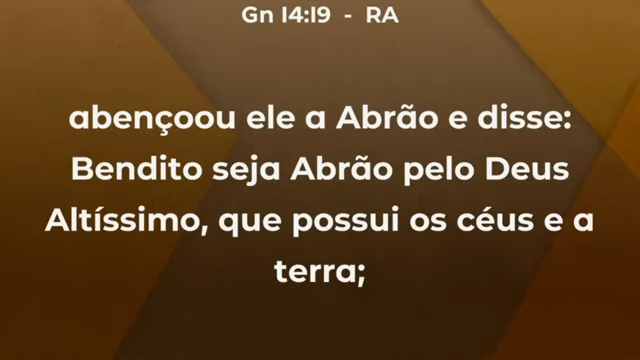 Gn 14:19 - RA
abençoou ele a Abrão e disse:
Bendito seja Abrão pelo Deus
Altíssimo, que possui os céus e a
terra;